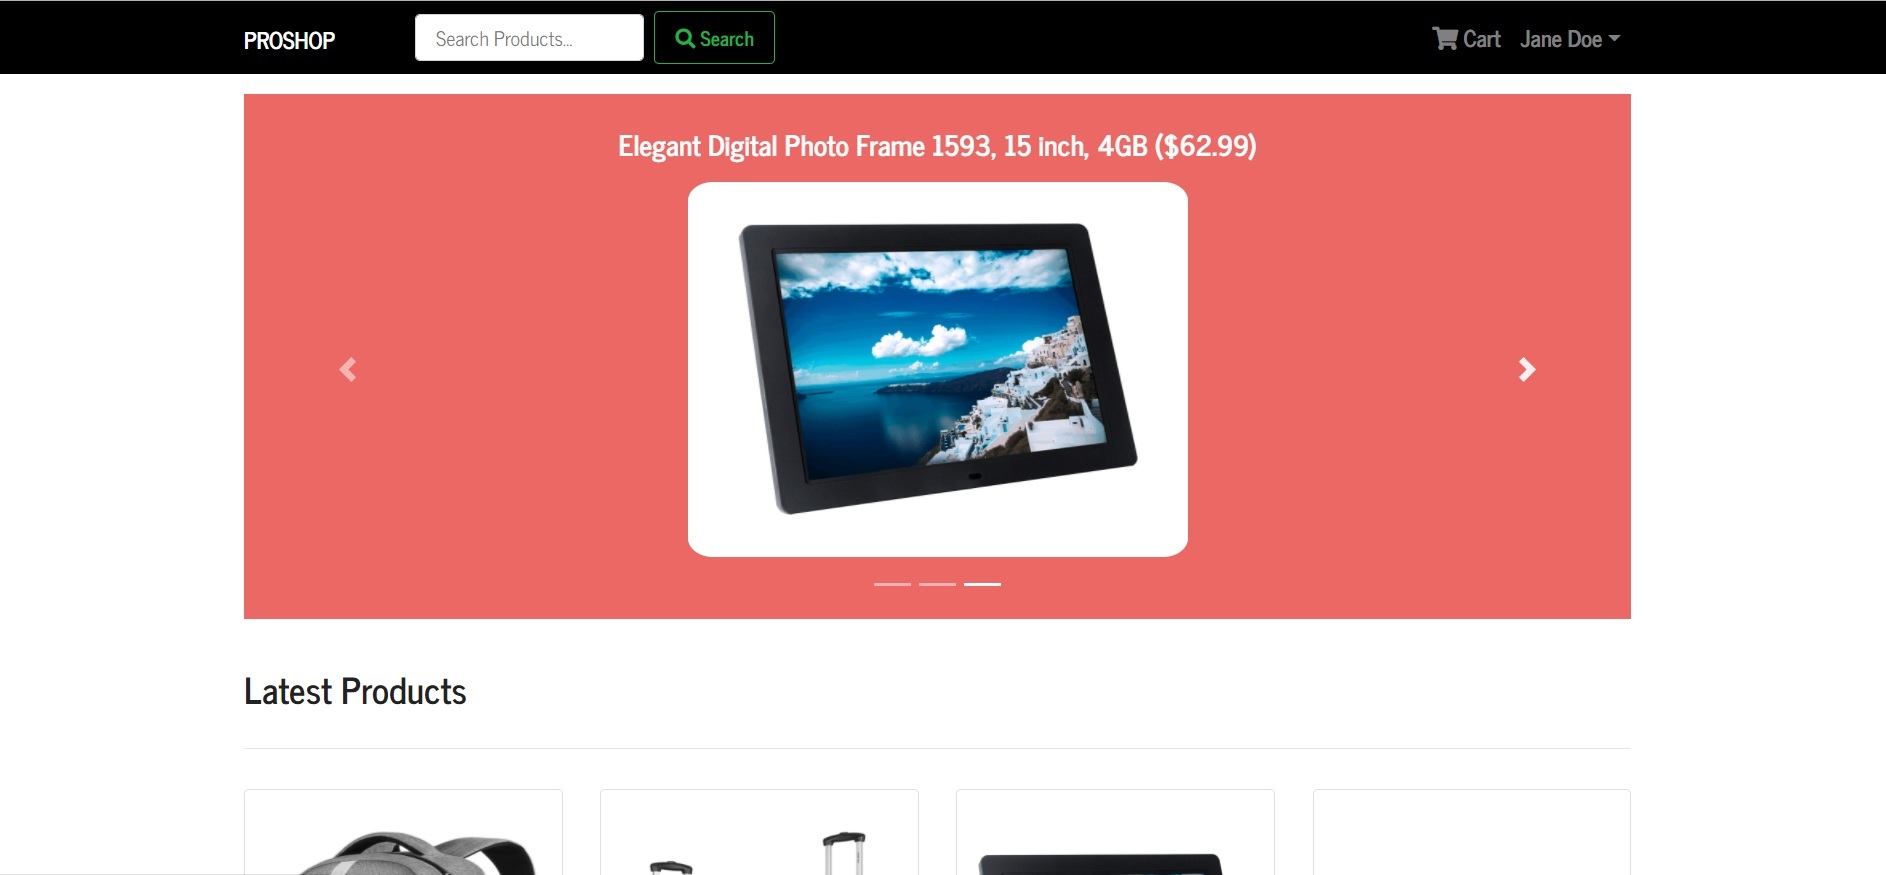 PROSHOP
Search Products...
Search
Cart
Jane Doe
Elegant Digital Photo Frame 1593, 15 inch, 4GB ($62.99)
Latest Products